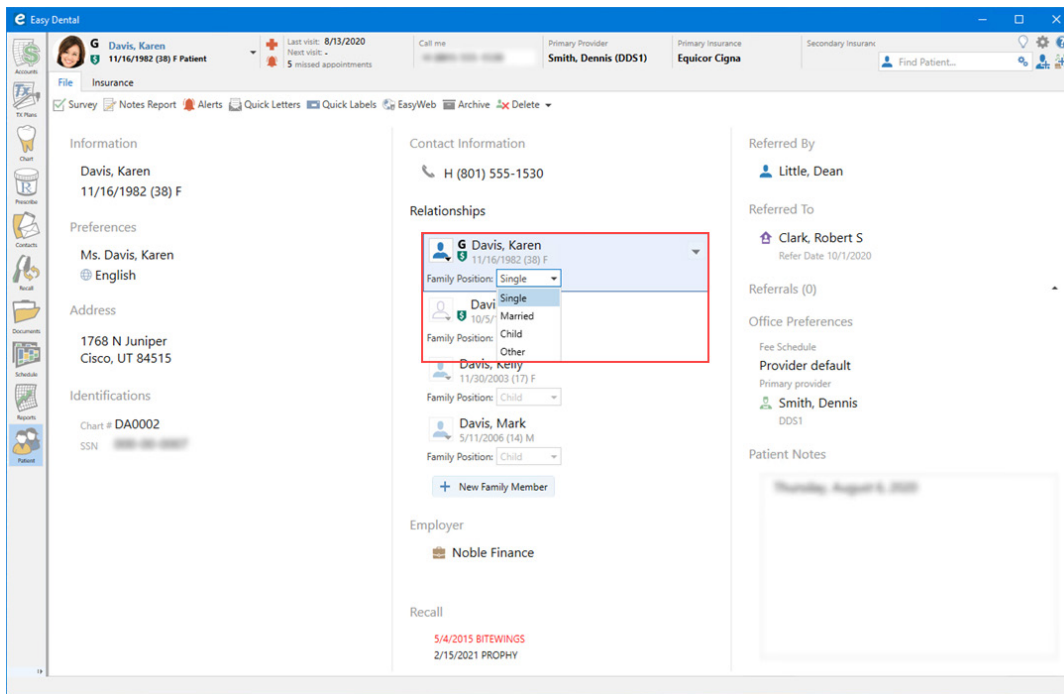 Easy Dental
G Davis, Karen
11/16/1982 (38) F Patient
Last visit: 8/13/2020
Next visit: -
5 missed appointments
Call me
Primary Provider
Smith, Dennis (DDS1)
Primary Insurance
Equicor Cigna
Secondary Insuranc
Find Patient...
File Insurance
Survey Notes Report Alerts Quick Letters Quick Labels EasyWeb Archive Delete
Accounts
TX Plans
Chart
Prescribe
Contacts
Recall
Documents
Schedule
Reports
Patient
Information
Davis, Karen
11/16/1982 (38) F
Preferences
Ms. Davis, Karen
English
Address
1768 N Juniper
Cisco, UT 84515
Identifications
Chart # DA0002
SSN
Contact Information
H (801) 555-1530
Relationships
G Davis, Karen
11/16/1982 (38) F
Family Position: Single
Single
Married
Child
Other
Davi
10/5/
Family Position:
Davis, Kelly
11/30/2003 (17) F
Family Position: Child
Davis, Mark
5/11/2006 (14) M
Family Position: Child
+ New Family Member
Employer
Noble Finance
Recall
5/4/2015 BITEWINGS
2/15/2021 PROPHY
Referred By
Little, Dean
Referred To
Clark, Robert S
Refer Date 10/1/2020
Referrals (0)
Office Preferences
Fee Schedule
Provider default
Primary provider
Smith, Dennis
DDS1
Patient Notes
Thursday, August 6, 2020